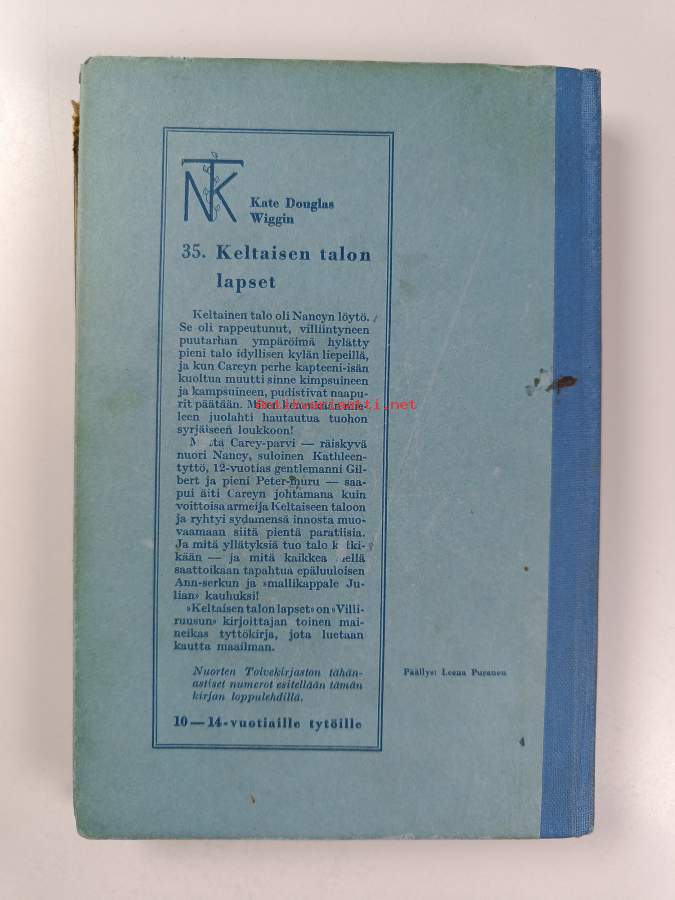 NTK
Kate Douglas
Wiggin
35. Keltaisen talon
lapset
Keltainen talo oli Nancyn löytö.
Se oli rappeutunut, villiintyneen
puutarhan ympäröimä hylätty
pieni talo idyllisen kylän liepeillä,
ja kun Careyn perhe kapteeni-isän
kuoltua muutti sinne kimpsuineen
ja kampsuineen, pudistivat naapu-
rit päätään.
leen juolahti hautautua tuohon
syrjäiseen loukkoon!
Carey-parvi — räiskyvä
nuori Nancy, suloinen Kathleen-
tyttö, 12-vuotias gentlemanni Gil-
bert ja pieni Peter-muru — saa-
pui äiti Careyn johtamana kuin
voittoisa armeija Keltaiseen taloon
ja ryhtyi sydämensä innosta muo-
vaamaan siitä pientä paratiisia.
Ja mitä yllätyksiä tuo talo
kään — ja mitä kaikkea
saattoikaan tapahtua epäluuloisen
Ann-serkun ja »mallikappale Ju-
lian» kauhuksi!
»Keltaisen talon lapset» on »Villi-
ruusun» kirjoittajan toinen mai-
neikas tyttökirja, jota luetaan
kautta maailman.
Nuorten Toivekirjaston tähän-
astiset numerot esitellään tämän
kirjan loppulehdillä.
10—14-vuotiaille tytöille
Päällys: Leena Puranen
4